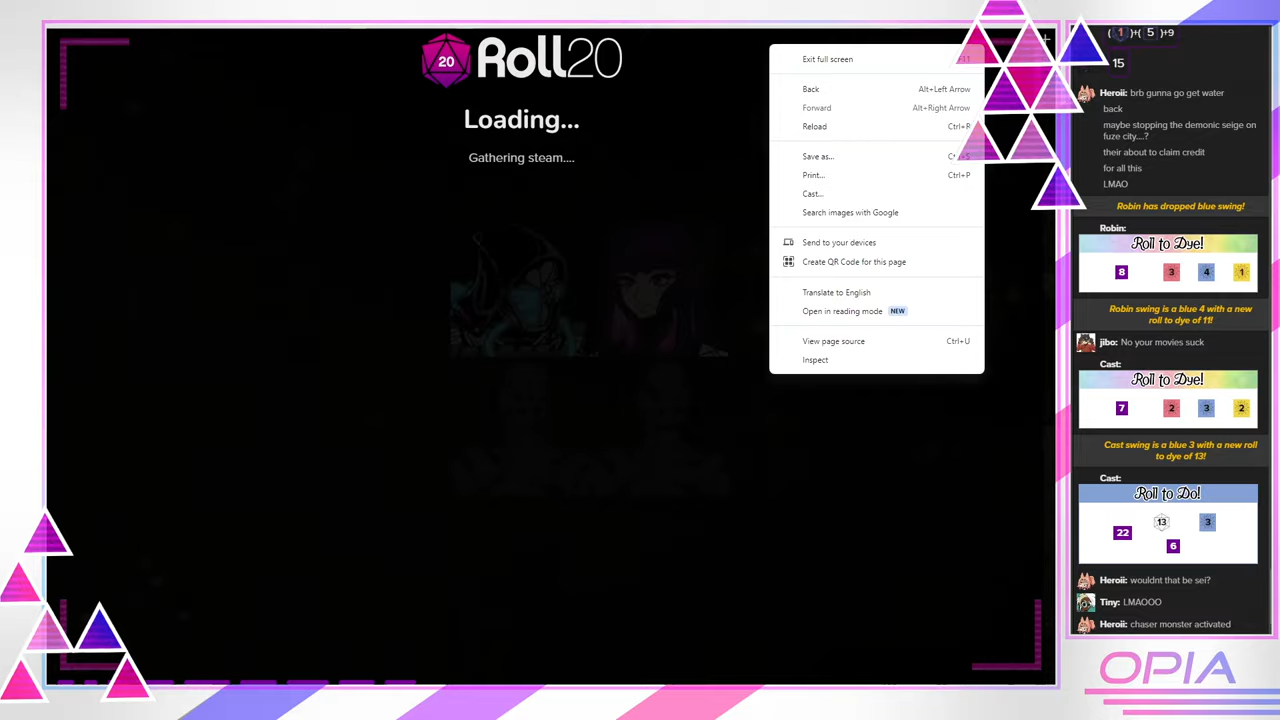 20 Roll20
Loading...
Gathering steam....
Exit full screen
Back Alt+Left Arrow
Forward Alt+Right Arrow
Reload
Save as...
Print... Ctrl+P
Cast...
Search images with Google
Send to your devices
Create QR Code for this page
Translate to English
Open in reading mode NEW
View page source Ctrl+U
Inspect
(1)+(5)+9
15
Heroii: brb gunna go get water
back
maybe stopping the demonic seige on
fuze city....?
their about to claim credit
for all this
LMAO
Robin has dropped blue swing!
Robin:
Roll to Dye!
8 3 4 1
Robin swing is a blue 4 with a new
roll to dye of 11!
jibo: No your movies suck
Cast:
Roll to Dye!
7 2 3 2
Cast swing is a blue 3 with a new roll
to dye of 13!
Cast:
Roll to Do!
22 13 3
6
Heroii: wouldnt that be sei?
Tiny: LMAOOO
Heroii: chaser monster activated
OPIA